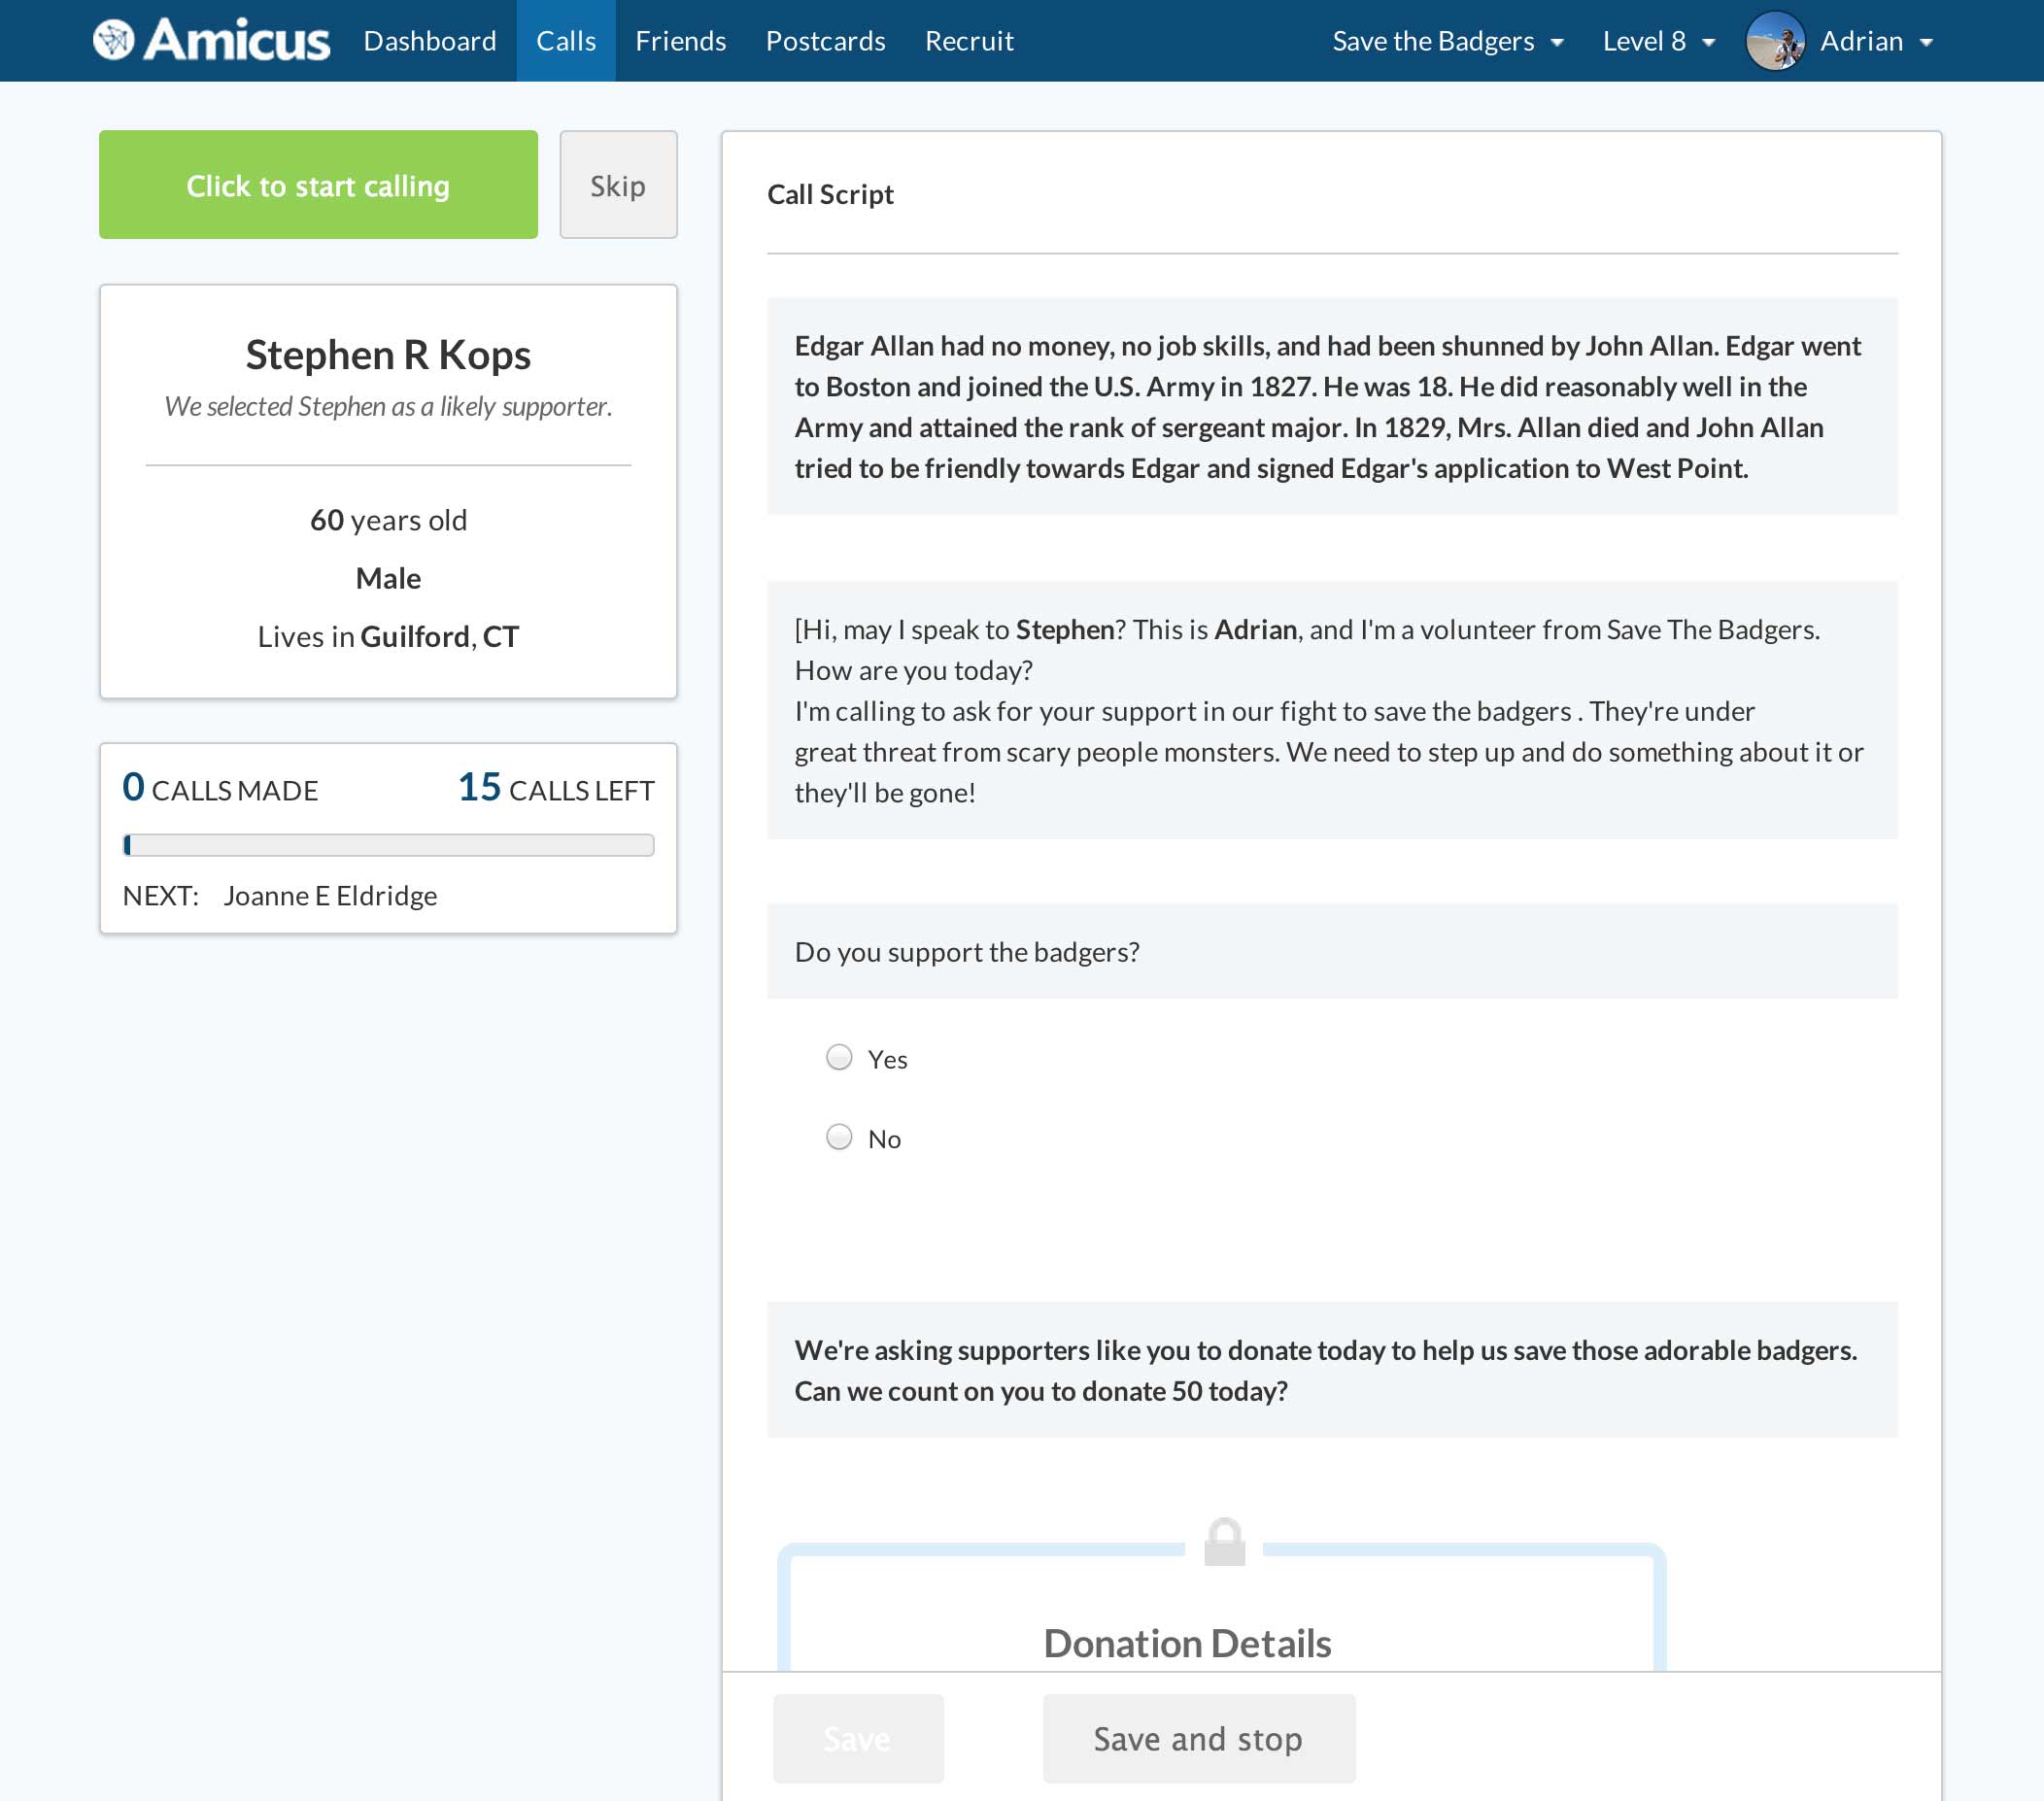 Amicus Dashboard Calls Friends Postcards Recruit Save the Badgers Level 8 Adrian
Click to start calling Skip
Stephen R Kops
We selected Stephen as a likely supporter.
60 years old
Male
Lives in Guilford, CT
0 CALLS MADE 15 CALLS LEFT
NEXT: Joanne E Eldridge
Call Script
Edgar Allan had no money, no job skills, and had been shunned by John Allan. Edgar went
to Boston and joined the U.S. Army in 1827. He was 18. He did reasonably well in the
Army and attained the rank of sergeant major. In 1829, Mrs. Allan died and John Allan
tried to be friendly towards Edgar and signed Edgar's application to West Point.
[Hi, may I speak to Stephen? This is Adrian, and I'm a volunteer from Save The Badgers.
How are you today?
I'm calling to ask for your support in our fight to save the badgers . They're under
great threat from scary people monsters. We need to step up and do something about it or
they'll be gone!
Do you support the badgers?
Yes
No
We're asking supporters like you to donate today to help us save those adorable badgers.
Can we count on you to donate 50 today?
Donation Details
Save Save and stop